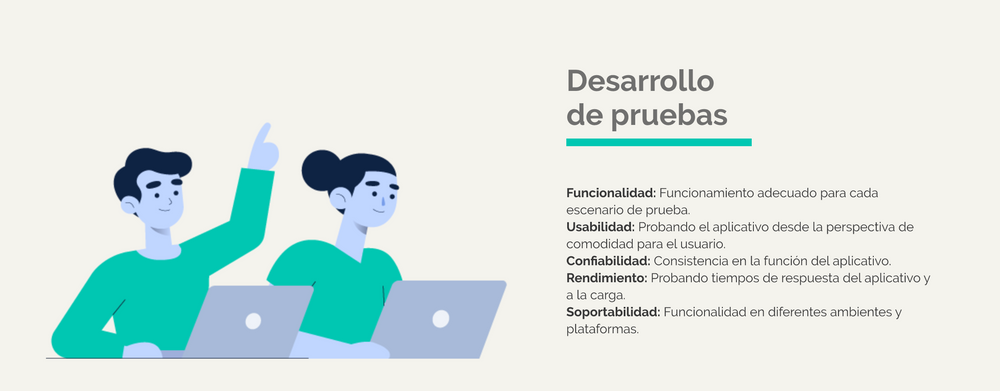 Desarrollo
de pruebas
Funcionalidad: Funcionamiento adecuado para cada
escenario de prueba.
Usabilidad: Probando el aplicativo desde la perspectiva de
comodidad para el usuario.
Confiabilidad: Consistencia en la función del aplicativo.
Rendimiento: Probando tiempos de respuesta del aplicativo y
a la carga.
Soportabilidad: Funcionalidad en diferentes ambientes y
plataformas.